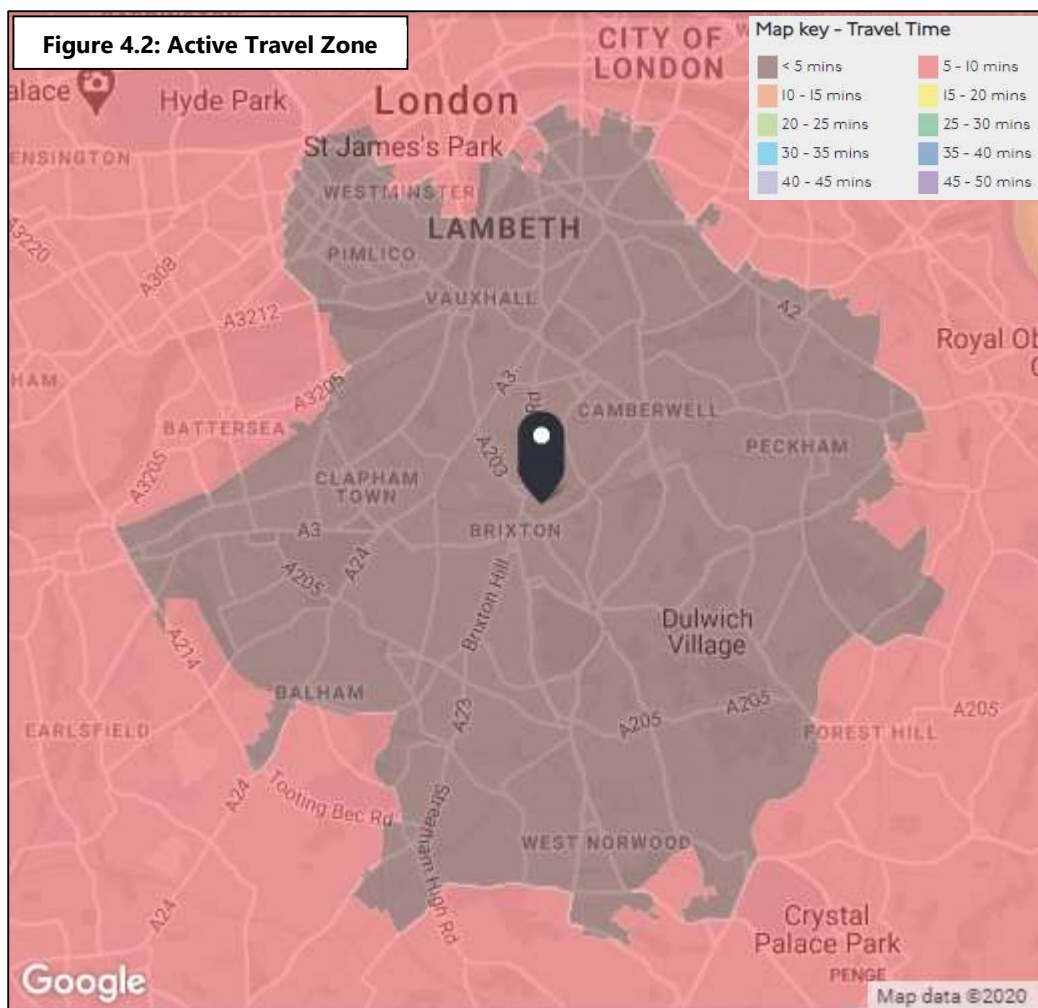 Figure 4.2: Active Travel Zone
Map key - Travel Time
< 5 mins
5 - 10 mins
10 - 15 mins
15 - 20 mins
20 - 25 mins
25 - 30 mins
30 - 35 mins
35 - 40 mins
40 - 45 mins
45 - 50 mins
CITY OF
LONDON
alace
Hyde Park
London
ENSINGTON
St James's Park
WESTMINSTER
LAMBETH
A3220
A308
PIMLICO
VAUXHALL
A3212
A2
Royal Ob
HAM
A3205
A3
Rd
CAMBERWELL
BATTERSEA
A203
PECKHAM
A3205
CLAPHAM
TOWN
A3
BRIXTON
A24
A205
Brixton Hill
Dulwich
Village
A214
BALHAM
A23
A205
A205
A205
EARLSFIELD
FOREST HILL
A24
Tooting Bec Rd
Streatham High Rd
WEST NORWOOD
A24
Crystal
Palace Park
PENGE
Google
Map data ©2020